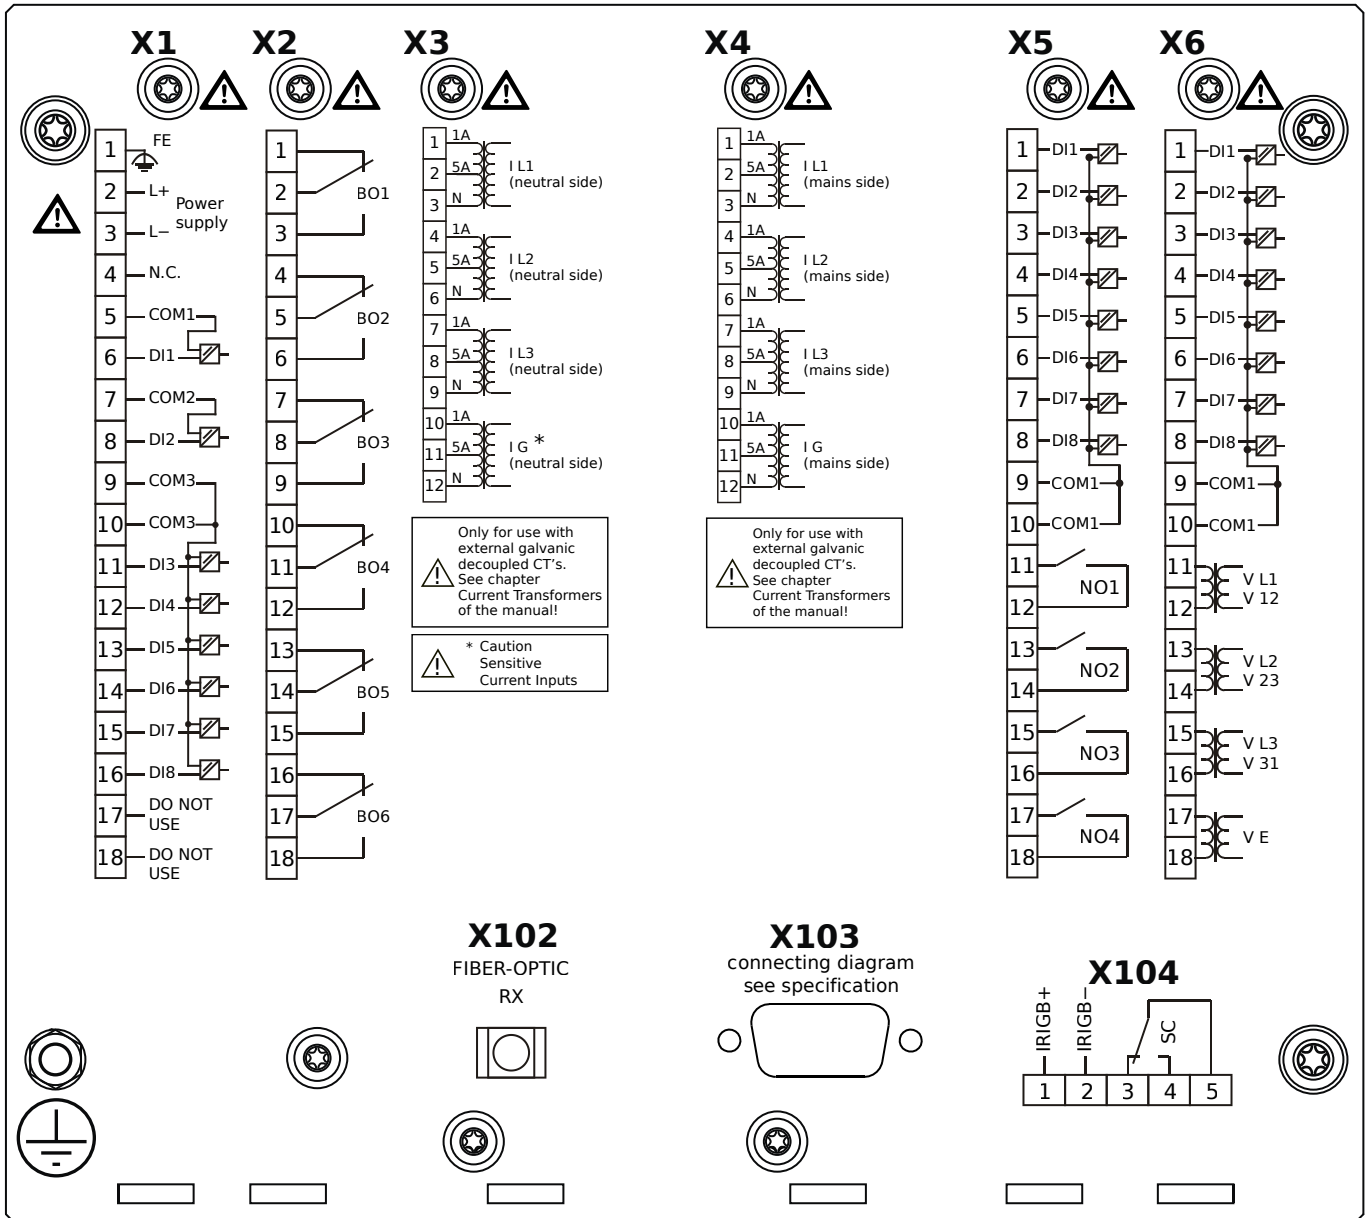 X1
X2
X3
X4
X5
X6
1
FE
2
L+
Power
supply
3
L−
4
N.C.
5
COM1
6
DI1
7
COM2
8
DI2
9
COM3
10
COM3
11
DI3
12
DI4
13
DI5
14
DI6
15
DI7
16
DI8
17
DO NOT
USE
18
DO NOT
USE
1
2
BO1
3
4
5
BO2
6
7
8
BO3
9
10
11
BO4
12
13
14
BO5
15
16
17
BO6
18
1
1A
2
5A
I L1
(neutral side)
3
N
4
1A
5
5A
I L2
(neutral side)
6
N
7
1A
8
5A
I L3
(neutral side)
9
N
10
1A
11
5A
I G *
(neutral side)
12
N
Only for use with
external galvanic
decoupled CT's.
See chapter
Current Transformers
of the manual!
* Caution
Sensitive
Current Inputs
1
1A
2
5A
I L1
(mains side)
3
N
4
1A
5
5A
I L2
(mains side)
6
N
7
1A
8
5A
I L3
(mains side)
9
N
10
1A
11
5A
I G
(mains side)
12
N
Only for use with
external galvanic
decoupled CT's.
See chapter
Current Transformers
of the manual!
1
DI1
2
DI2
3
DI3
4
DI4
5
DI5
6
DI6
7
DI7
8
DI8
9
COM1
10
COM1
11
NO1
12
13
NO2
14
15
NO3
16
17
NO4
18
1
DI1
2
DI2
3
DI3
4
DI4
5
DI5
6
DI6
7
DI7
8
DI8
9
COM1
10
COM1
11
V L1
V 12
12
13
V L2
V 23
14
15
V L3
V 31
16
17
V E
18
X102
FIBER-OPTIC
RX
X103
connecting diagram
see specification
X104
IRIGB+
IRIGB−
SC
1 2 3 4 5